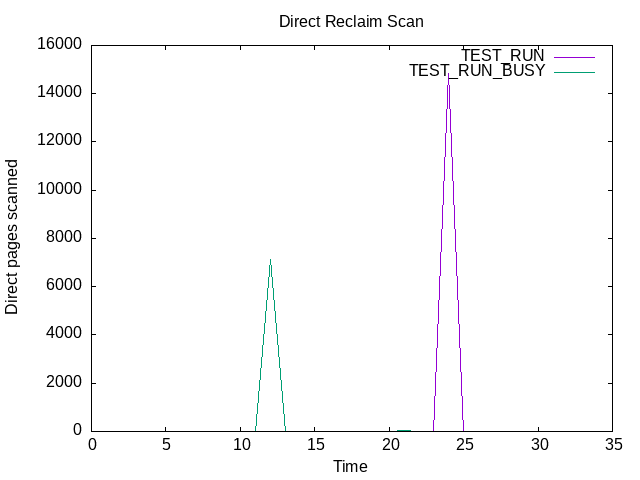 Direct Reclaim Scan
16000
14000
12000
10000
8000
6000
4000
2000
0
Direct pages scanned
TEST_RUN
TEST_RUN_BUSY
0 5 10 15 20 25 30 35
Time